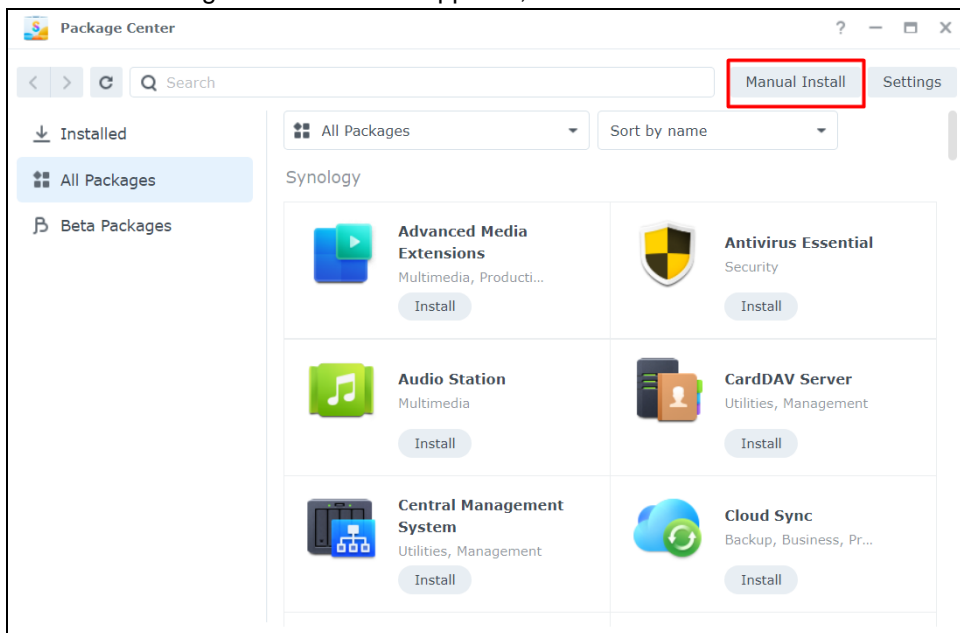 Package Center
?
Search
Manual Install
Settings
Installed
All Packages
Beta Packages
All Packages
Sort by name
Synology
Advanced Media
Extensions
Multimedia, Producti...
Install
Antivirus Essential
Security
Install
Audio Station
Multimedia
Install
CardDAV Server
Utilities, Management
Install
Central Management
System
Utilities, Management
Install
Cloud Sync
Backup, Business, Pr...
Install